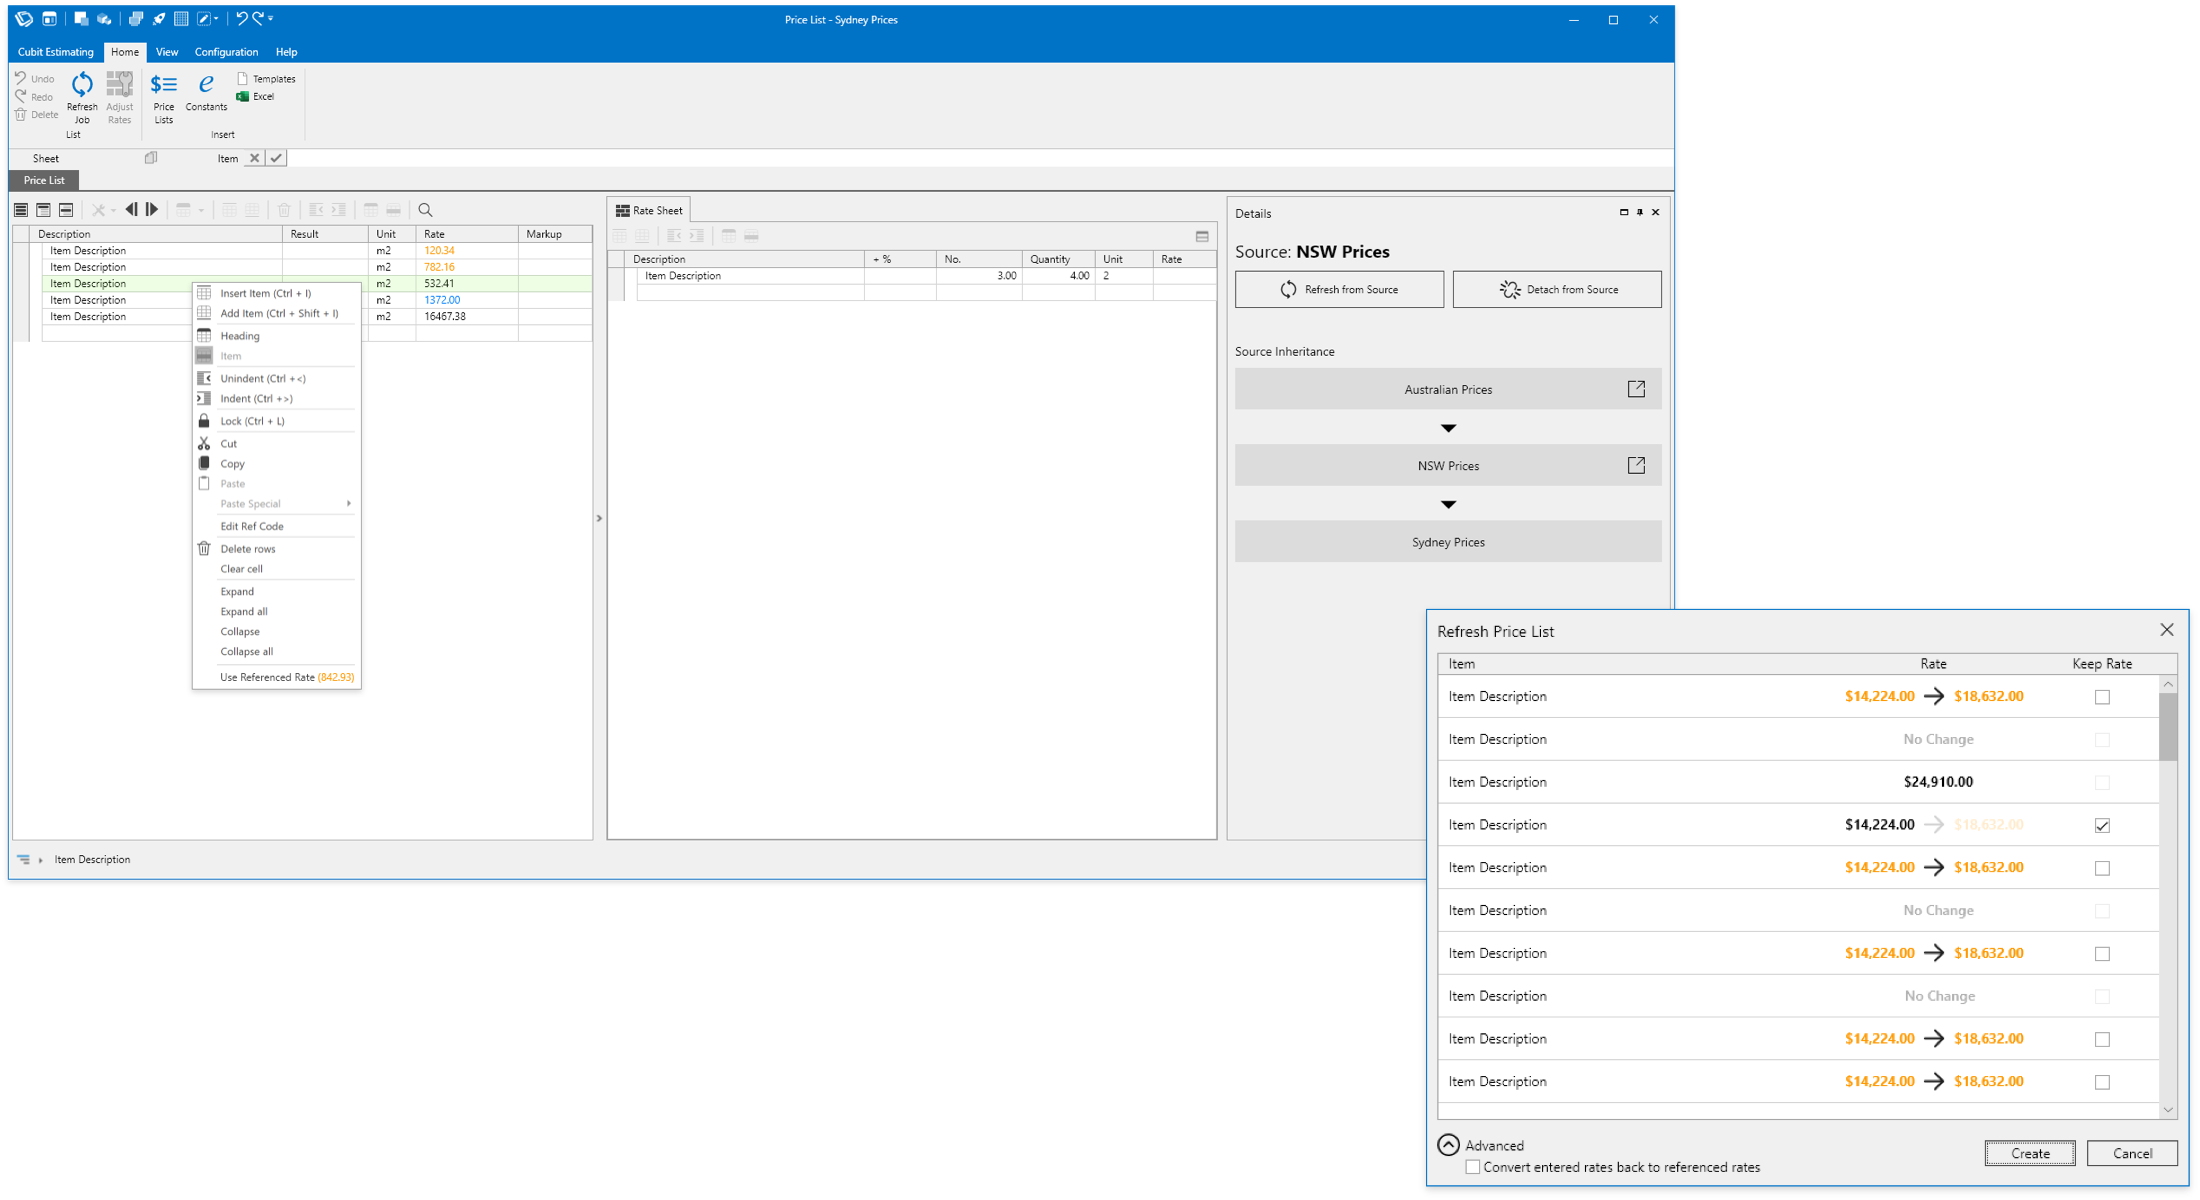 Price List - Sydney Prices
Cubit Estimating Home View Configuration Help
Undo
Redo
Delete
Refresh Job
Adjust Rates
List
Price Lists
Constants
Templates
Excel
Insert
Sheet
Item
Price List
Description Result Unit Rate Markup
Item Description m2 120.34
Item Description m2 782.16
Item Description m2 532.41
Item Description m2 1372.00
Item Description m2 16467.38
Insert Item (Ctrl + I)
Add Item (Ctrl + Shift + I)
Heading
Item
Unindent (Ctrl +<)
Indent (Ctrl +>)
Lock (Ctrl + L)
Cut
Copy
Paste
Paste Special
Edit Ref Code
Delete rows
Clear cell
Expand
Expand all
Collapse
Collapse all
Use Referenced Rate (842.93)
Item Description
Rate Sheet
Description + % No. Quantity Unit Rate
Item Description 3.00 4.00 2
Details
Source: NSW Prices
Refresh from Source
Detach from Source
Source Inheritance
Australian Prices
NSW Prices
Sydney Prices
Refresh Price List
Item Rate Keep Rate
Item Description $14,224.00 → $18,632.00
Item Description No Change
Item Description $24,910.00
Item Description $14,224.00 → $18,632.00
Item Description $14,224.00 → $18,632.00
Item Description No Change
Item Description $14,224.00 → $18,632.00
Item Description No Change
Item Description $14,224.00 → $18,632.00
Item Description $14,224.00 → $18,632.00
Advanced
Convert entered rates back to referenced rates
Create
Cancel